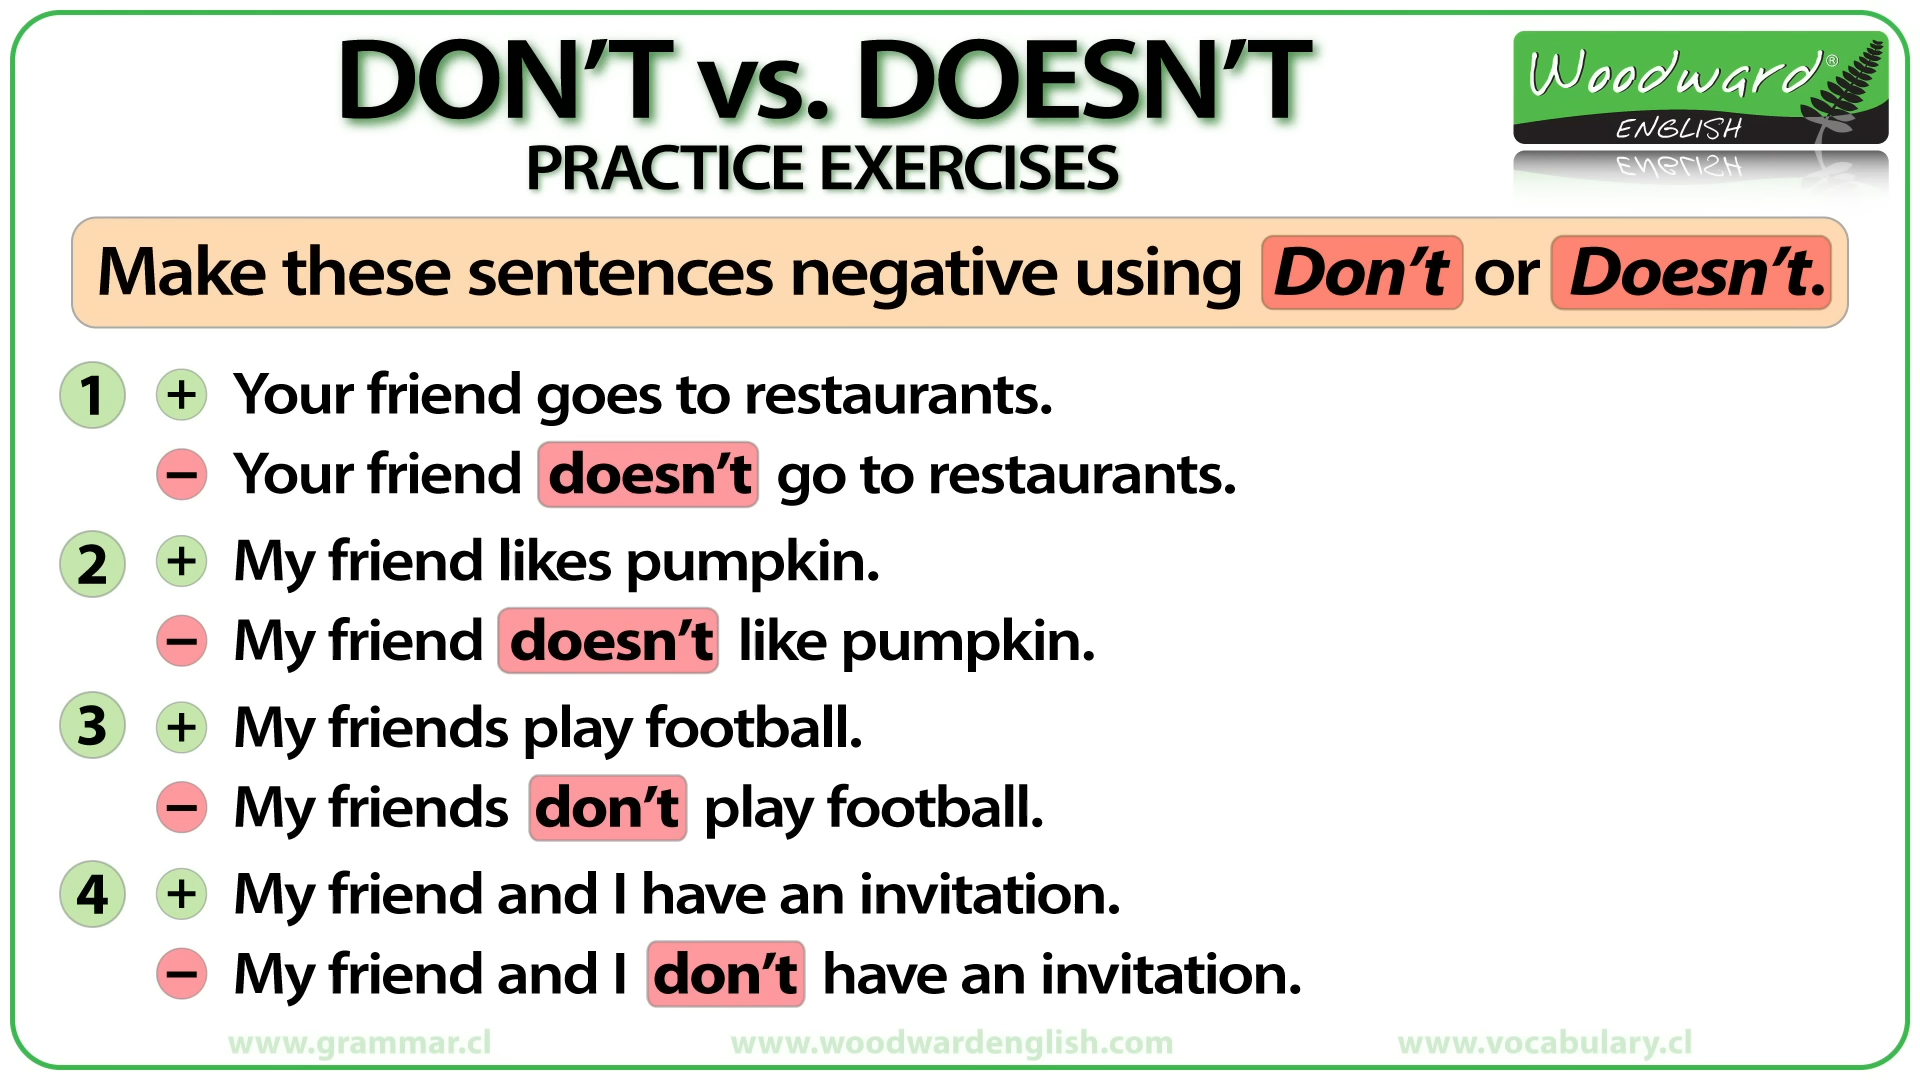 DON’T vs. DOESN’T
PRACTICE EXERCISES
Woodward®
ENGLISH
Make these sentences negative using Don’t or Doesn’t.
1 + Your friend goes to restaurants.
– Your friend doesn’t go to restaurants.
2 + My friend likes pumpkin.
– My friend doesn’t like pumpkin.
3 + My friends play football.
– My friends don’t play football.
4 + My friend and I have an invitation.
– My friend and I don’t have an invitation.
www.grammar.cl www.woodwardenglish.com www.vocabulary.cl